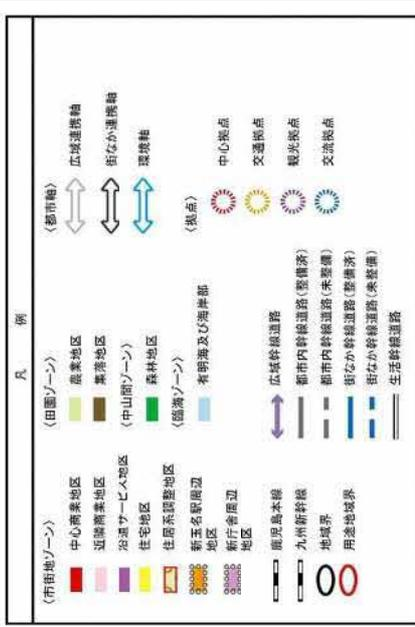 凡 例
〈市街地ゾーン〉
中心商業地区
近隣商業地区
沿道サービス地区
住宅地区
住居系調整地区
新玉名駅周辺
地区
新庁舎周辺
地区
鹿児島本線
九州新幹線
地域界
用途地域界
〈田園ゾーン〉
農業地区
集落地区
〈中山間ゾーン〉
森林地区
〈臨海ゾーン〉
有明海及び海岸部
広域幹線道路
都市内幹線道路(整備済)
都市内幹線道路(未整備)
街なか幹線道路(整備済)
街なか幹線道路(未整備)
生活幹線道路
〈都市軸〉
広域連携軸
街なか連携軸
環境軸
〈拠点〉
中心拠点
交通拠点
観光拠点
交流拠点